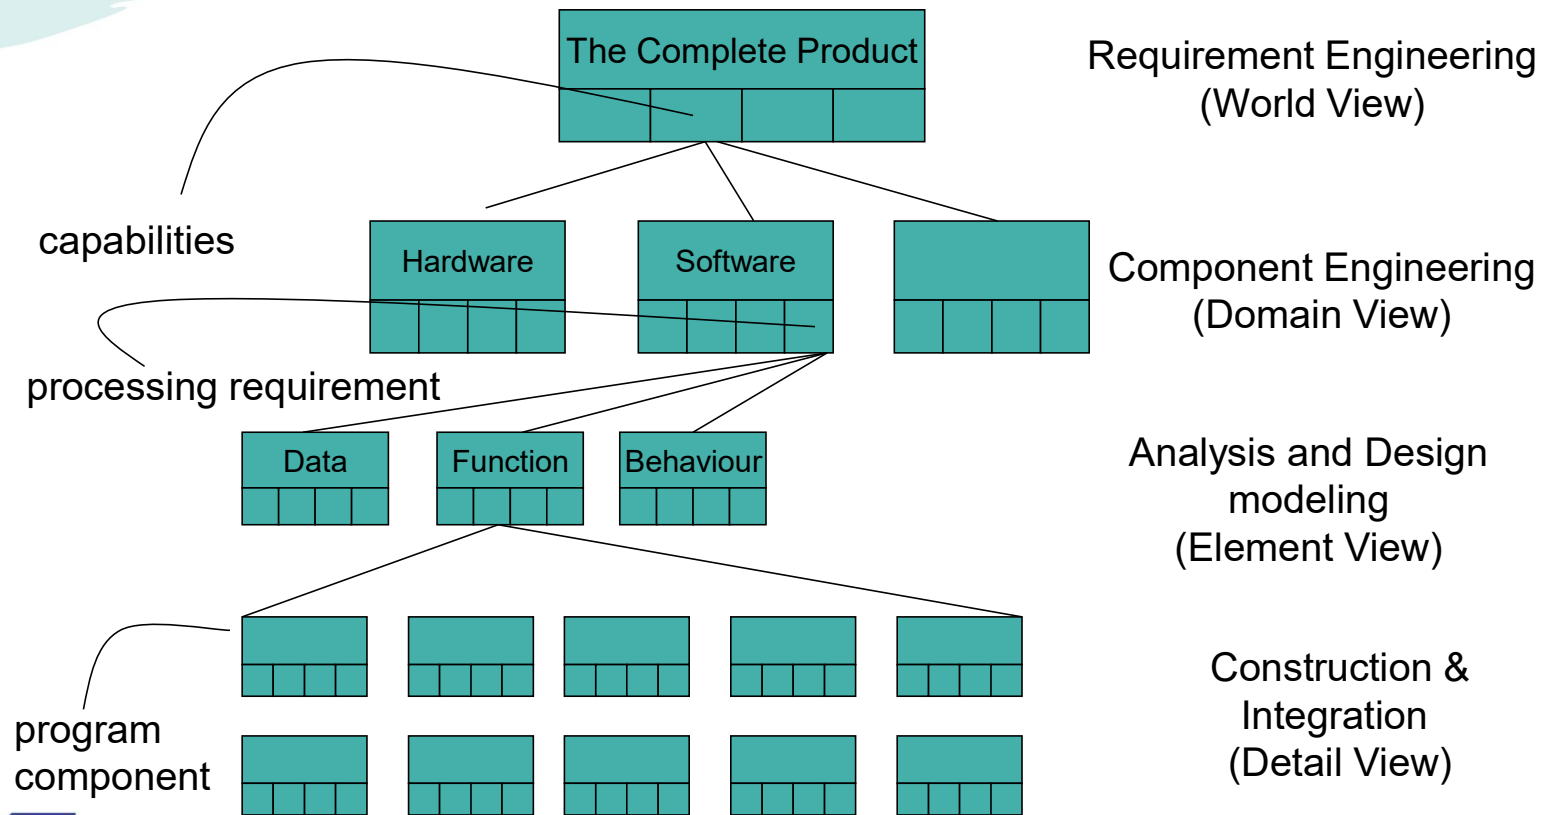 The Complete Product
Requirement Engineering
(World View)
capabilities
Hardware
Software
Component Engineering
(Domain View)
processing requirement
Data
Function
Behaviour
Analysis and Design
modeling
(Element View)
program
component
Construction &
Integration
(Detail View)